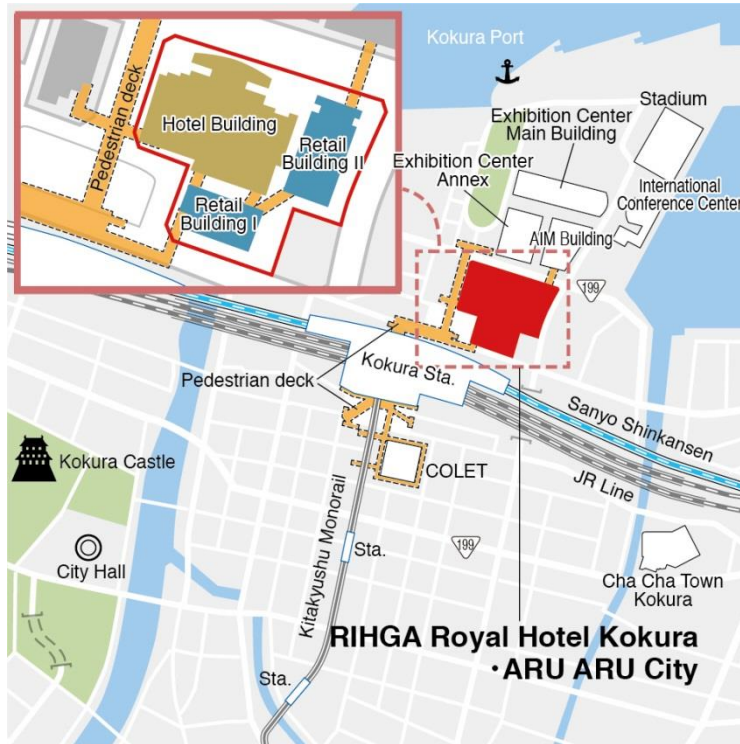 Kokura Port
Pedestrian deck
Hotel Building
Retail
Building II
Retail
Building I
Stadium
Exhibition Center
Main Building
Exhibition Center
Annex
International
Conference Center
AIM Building
199
Kokura Sta.
Pedestrian deck
Sanyo Shinkansen
JR Line
Kokura Castle
COLET
Kitakyushu Monorail
Sta.
199
City Hall
Cha Cha Town
Kokura
RIHGA Royal Hotel Kokura
・ARU ARU City
Sta.